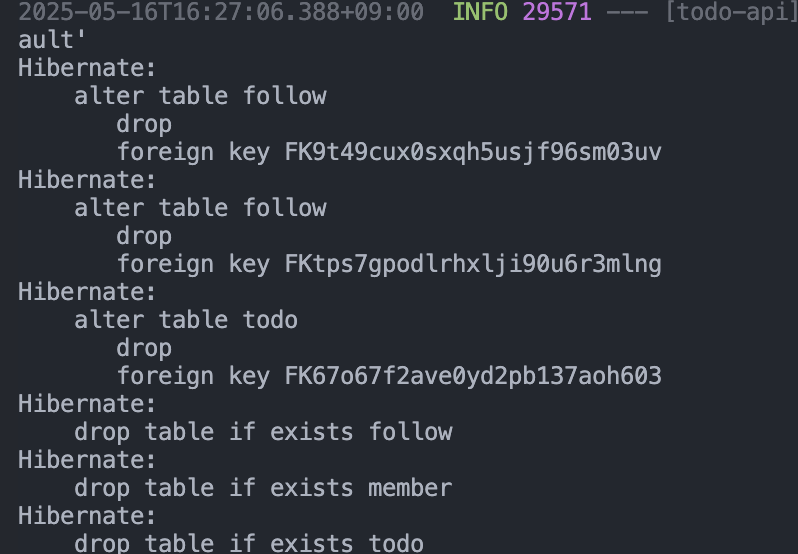 2025-05-16T16:27:06.388+09:00  INFO 29571 --- [todo-api]
ault'
Hibernate:
    alter table follow
       drop
       foreign key FK9t49cux0sxqh5usjf96sm03uv
Hibernate:
    alter table follow
       drop
       foreign key FKtps7gpodlrhxlji90u6r3mlng
Hibernate:
    alter table todo
       drop
       foreign key FK67o67f2ave0yd2pb137aoh603
Hibernate:
    drop table if exists follow
Hibernate:
    drop table if exists member
Hibernate:
    drop table if exists todo